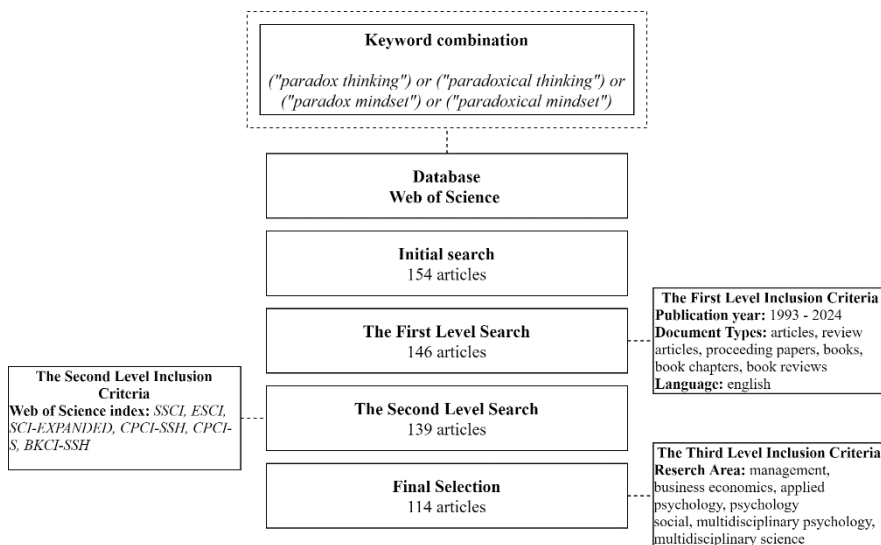 Keyword combination
("paradox thinking") or ("paradoxical thinking") or
("paradox mindset") or ("paradoxical mindset")
Database
Web of Science
Initial search
154 articles
The First Level Inclusion Criteria
Publication year: 1993 - 2024
Document Types: articles, review
articles, proceeding papers, books,
book chapters, book reviews
Language: english
The First Level Search
146 articles
The Second Level Inclusion
Criteria
Web of Science index: SSCI, ESCI,
SCI-EXPANDED, CPCI-SSH, CPCI-
S, BKCI-SSH
The Second Level Search
139 articles
The Third Level Inclusion Criteria
Reserch Area: management,
business economics, applied
psychology, psychology
social, multidisciplinary psychology,
multidisciplinary science
Final Selection
114 articles